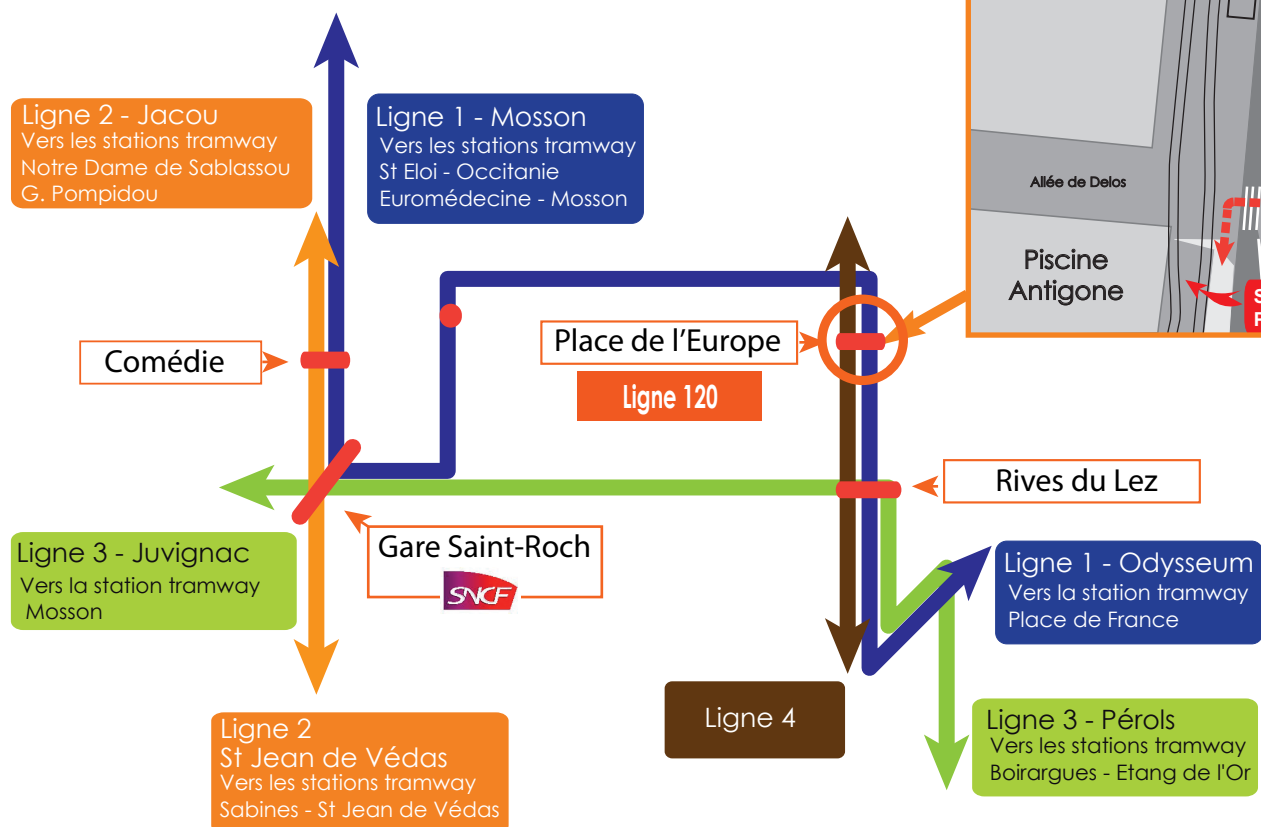 Ligne 2 - Jacou
Vers les stations tramway
Notre Dame de Sablassou
G. Pompidou
Ligne 1 - Mosson
Vers les stations tramway
St Eloi - Occitanie
Euromédecine - Mosson
Allée de Delos
Piscine
Antigone
Comédie
Place de l'Europe
Ligne 120
Rives du Lez
Gare Saint-Roch
SNCF
Ligne 3 - Juvignac
Vers la station tramway
Mosson
Ligne 1 - Odysseum
Vers la station tramway
Place de France
Ligne 2
St Jean de Védas
Vers les stations tramway
Sabines - St Jean de Védas
Ligne 4
Ligne 3 - Pérols
Vers les stations tramway
Boirargues - Etang de l'Or